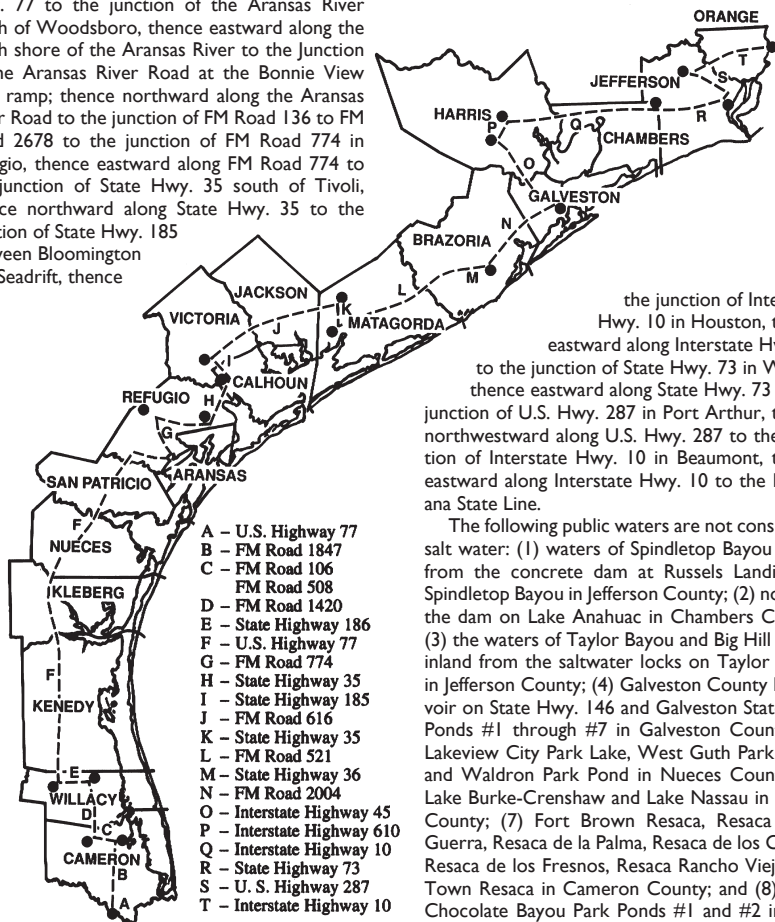 . 77 to the junction of the Aransas River
h of Woodsboro, thence eastward along the
h shore of the Aransas River to the Junction
he Aransas River Road at the Bonnie View
ramp; thence northward along the Aransas
r Road to the junction of FM Road 136 to FM
d 2678 to the junction of FM Road 774 in
gio, thence eastward along FM Road 774 to
junction of State Hwy. 35 south of Tivoli,
ce northward along State Hwy. 35 to the
tion of State Hwy. 185
veen Bloomington
Seadrift, thence
ORANGE
T
JEFFERSON
S
HARRIS
P
Q
R
CHAMBERS
O
GALVESTON
N
BRAZORIA
M
L
JACKSON
K
MATAGORDA
J
VICTORIA
I
CALHOUN
REFUGIO
H
G
ARANSAS
SAN PATRICIO
F
NUECES
KLEBERG
F
KENEDY
E
WILLACY
D
C
CAMERON
B
A
A – U.S. Highway 77
B – FM Road 1847
C – FM Road 106
FM Road 508
D – FM Road 1420
E – State Highway 186
F – U.S. Highway 77
G – FM Road 774
H – State Highway 35
I – State Highway 185
J – FM Road 616
K – State Highway 35
L – FM Road 521
M – State Highway 36
N – FM Road 2004
O – Interstate Highway 45
P – Interstate Highway 610
Q – Interstate Highway 10
R – State Highway 73
S – U. S. Highway 287
T – Interstate Highway 10
the junction of Inte
Hwy. 10 in Houston, t
eastward along Interstate Hw
to the junction of State Hwy. 73 in W
thence eastward along State Hwy. 73
junction of U.S. Hwy. 287 in Port Arthur, t
northwestward along U.S. Hwy. 287 to the
tion of Interstate Hwy. 10 in Beaumont, t
eastward along Interstate Hwy. 10 to the
ana State Line.
The following public waters are not cons
salt water: (1) waters of Spindletop Bayou
from the concrete dam at Russels Landi
Spindletop Bayou in Jefferson County; (2) no
the dam on Lake Anahuac in Chambers C
(3) the waters of Taylor Bayou and Big Hill
inland from the saltwater locks on Taylor
in Jefferson County; (4) Galveston County
voir on State Hwy. 146 and Galveston Stat
Ponds #1 through #7 in Galveston Coun
Lakeview City Park Lake, West Guth Park
and Waldron Park Pond in Nueces Coun
Lake Burke-Crenshaw and Lake Nassau in
County; (7) Fort Brown Resaca, Resaca
Guerra, Resaca de la Palma, Resaca de los C
Resaca de los Fresnos, Resaca Rancho Viej
Town Resaca in Cameron County; and (8)
Chocolate Bayou Park Ponds #1 and #2 i